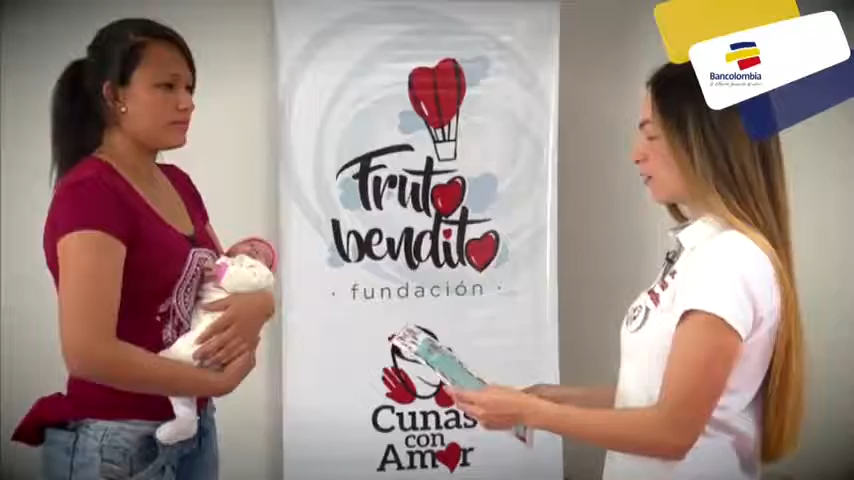 Bancolombia
Fruto
bendito
· fundación ·
Cunas
con
Amor